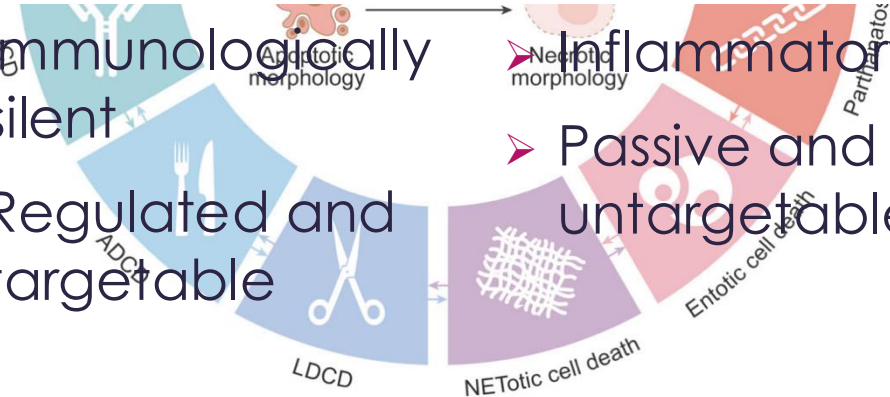 mmunologically
silent
Regulated and
targetable
Inflammator
Passive and
untargetable
Apoptotic
morphology
Necrotic
morphology
Parthanatos
ADCD
LDCD
NETotic cell death
Entotic cell death